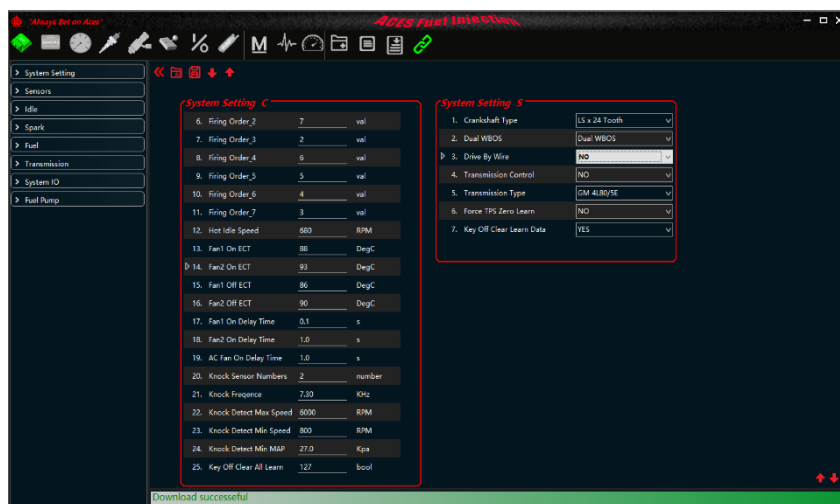 "Always Bet on Aces"
ACES Fuel Injection
M
> System Setting
> Sensors
> Idle
> Spark
> Fuel
> Transmission
> System IO
> Fuel Pump
System Setting C
6. Firing Order_2 7 val
7. Firing Order_3 2 val
8. Firing Order_4 6 val
9. Firing Order_5 5 val
10. Firing Order_6 4 val
11. Firing Order_7 3 val
12. Hot Idle Speed 680 RPM
13. Fan1 On ECT 88 DegC
14. Fan2 On ECT 93 DegC
15. Fan1 Off ECT 86 DegC
16. Fan2 Off ECT 90 DegC
17. Fan1 On Delay Time 0.1 s
18. Fan2 On Delay Time 1.0 s
19. AC Fan On Delay Time 1.0 s
20. Knock Sensor Numbers 2 number
21. Knock Freqence 7.30 KHz
22. Knock Detect Max Speed 6000 RPM
23. Knock Detect Min Speed 800 RPM
24. Knock Detect Min MAP 27.0 Kpa
25. Key Off Clear All Learn 127 bool
System Setting S
1. Crankshaft Type LS x 24 Tooth
2. Dual WBOS Dual WBOS
3. Drive By Wire NO
4. Transmission Control NO
5. Transmission Type GM 4L80/5E
6. Force TPS Zero Learn NO
7. Key Off Clear Learn Data YES
Download successeful